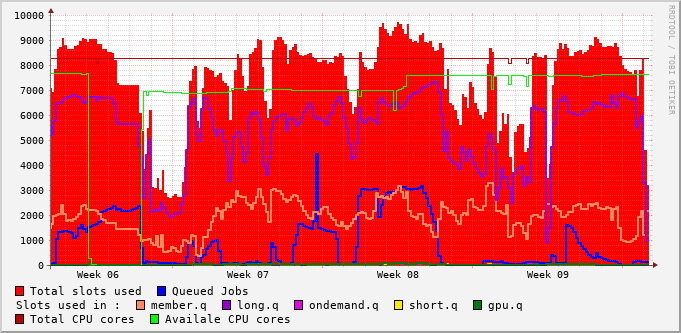 10000
9000
8000
7000
6000
5000
4000
3000
2000
1000
0
Week 06 Week 07 Week 08 Week 09
RRDTOOL / TOBI OETIKER
Total slots used Queued Jobs
Slots used in : member.q long.q ondemand.q short.q gpu.q
Total CPU cores Availale CPU cores